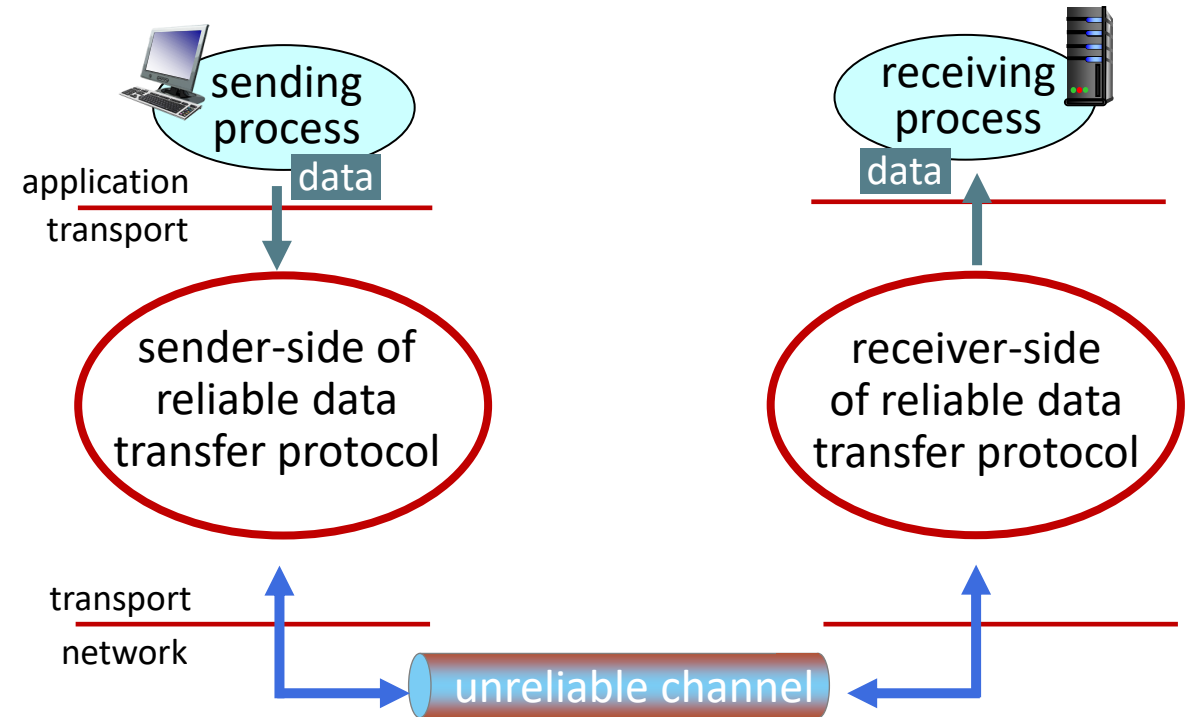 sending
process
data
application
transport
sender-side of
reliable data
transfer protocol
transport
network
receiving
process
data
receiver-side
of reliable data
transfer protocol
unreliable channel